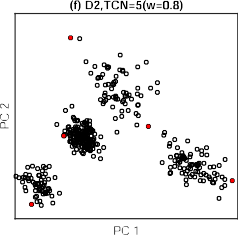 (f) D2,TCN=5(w=0.8)
PC 2
PC 1